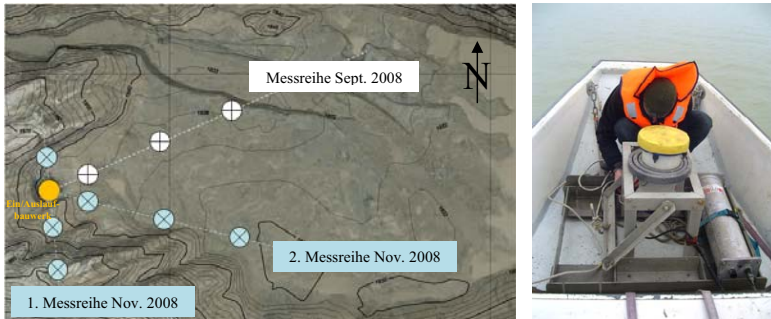 Messreihe Sept. 2008
N
Ein/Auslauf-
bauwerk
2. Messreihe Nov. 2008
1. Messreihe Nov. 2008